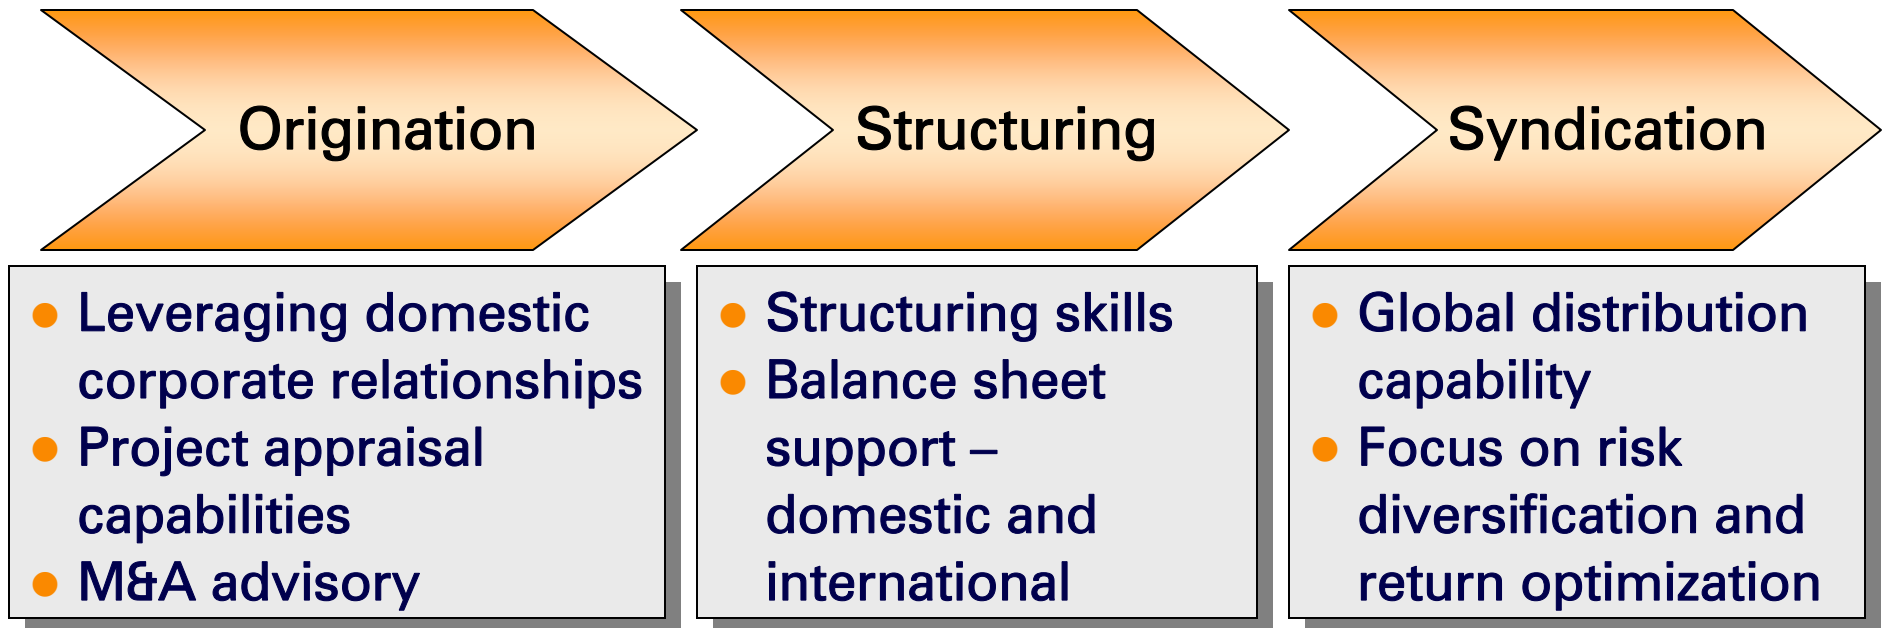 Origination
Structuring
Syndication
Leveraging domestic
corporate relationships
Project appraisal
capabilities
M&A advisory
Structuring skills
Balance sheet
support –
domestic and
international
Global distribution
capability
Focus on risk
diversification and
return optimization